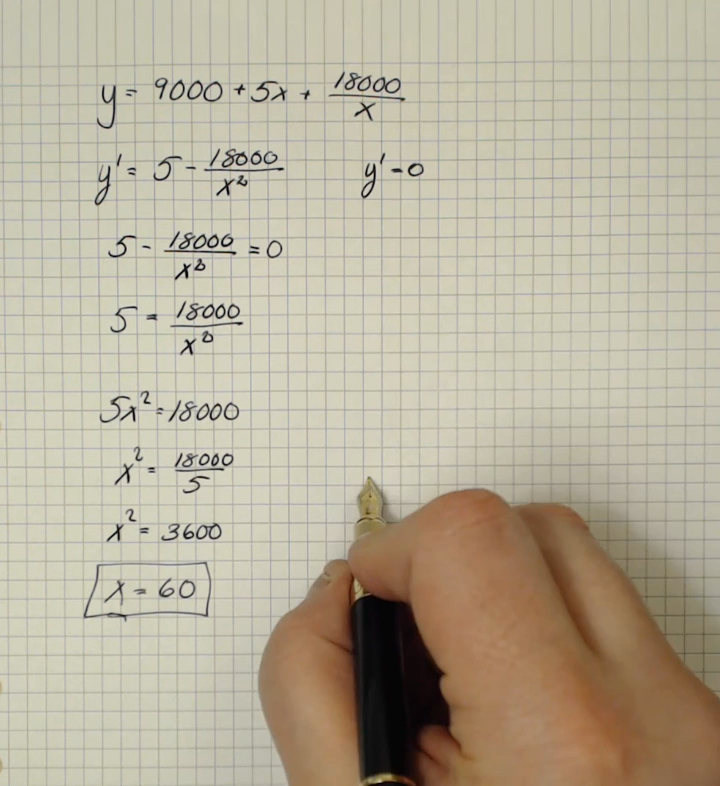 y = 9000 + 5x + 18000/x
y' = 5 - 18000/x² y' = 0
5 - 18000/x² = 0
5 = 18000/x²
5x² = 18000
x² = 18000/5
x² = 3600
x = 60